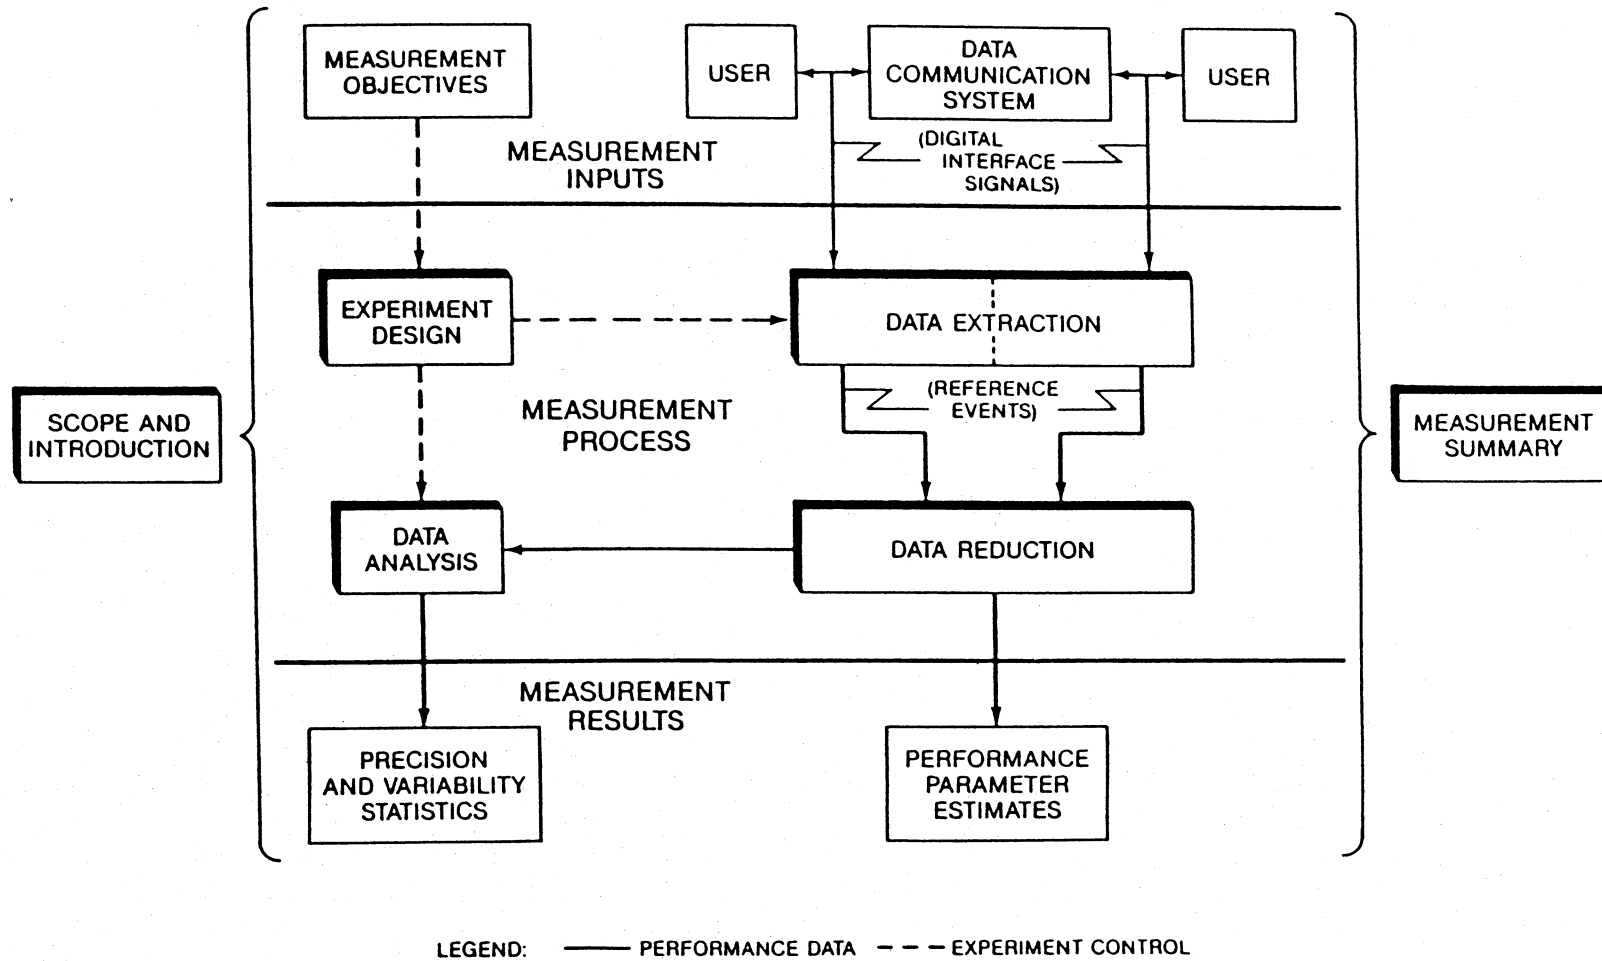 MEASUREMENT
OBJECTIVES
USER
DATA
COMMUNICATION
SYSTEM
USER
(DIGITAL
INTERFACE
SIGNALS)
MEASUREMENT
INPUTS
EXPERIMENT
DESIGN
DATA EXTRACTION
(REFERENCE
EVENTS)
MEASUREMENT
PROCESS
SCOPE AND
INTRODUCTION
MEASUREMENT
SUMMARY
DATA
ANALYSIS
DATA REDUCTION
MEASUREMENT
RESULTS
PRECISION
AND VARIABILITY
STATISTICS
PERFORMANCE
PARAMETER
ESTIMATES
LEGEND: PERFORMANCE DATA EXPERIMENT CONTROL